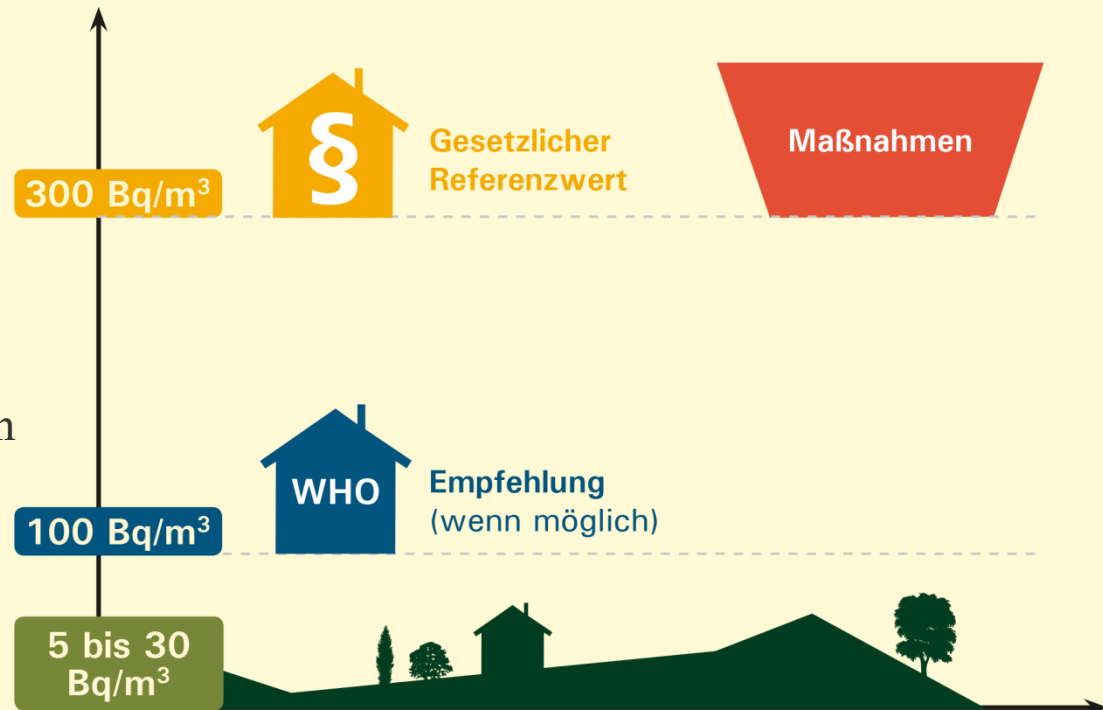 §
Gesetzlicher
Referenzwert
Maßnahmen
300 Bq/m³
n
WHO
Empfehlung
(wenn möglich)
100 Bq/m³
5 bis 30
Bq/m³